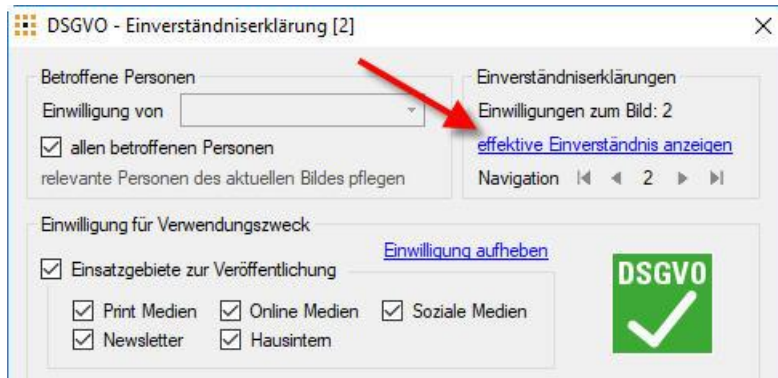 DSGVO - Einverständniserklärung [2]
Betroffene Personen
Einwilligung von
allen betroffenen Personen
relevante Personen des aktuellen Bildes pflegen
Einverständniserklärungen
Einwilligungen zum Bild: 2
effektive Einverständnis anzeigen
Navigation 2
Einwilligung für Verwendungszweck
Einwilligung aufheben
Einsatzgebiete zur Veröffentlichung
Print Medien Online Medien Soziale Medien
Newsletter Hausintern
DSGVO